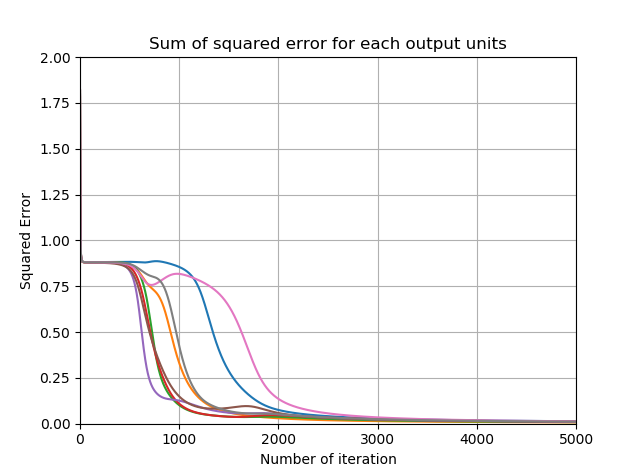 Sum of squared error for each output units
2.00
1.75
1.50
1.25
1.00
0.75
0.50
0.25
0.00
Squared Error
0 1000 2000 3000 4000 5000
Number of iteration